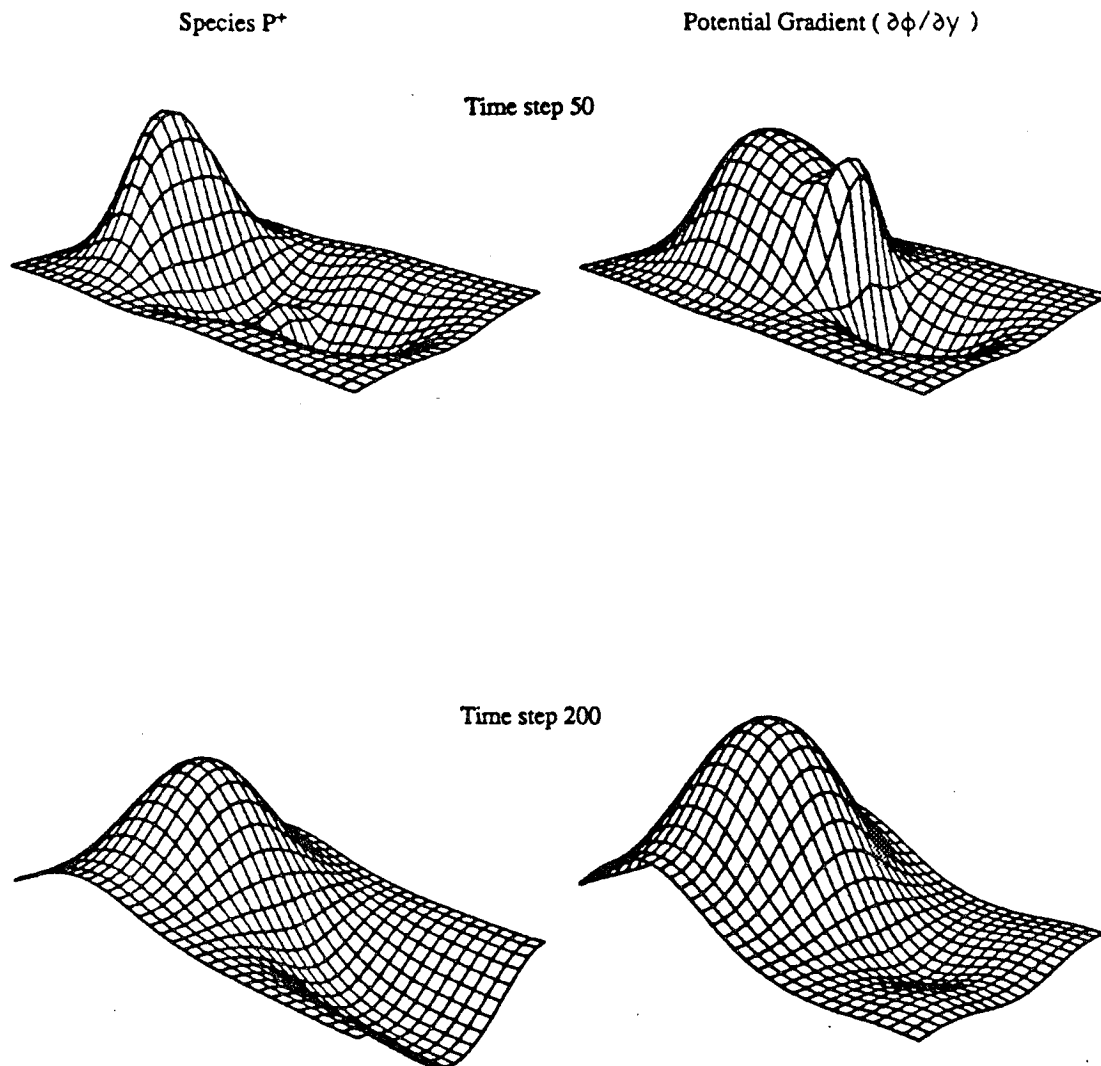 Species P⁺
Potential Gradient ( ∂ϕ/∂y )
Time step 50
Time step 200